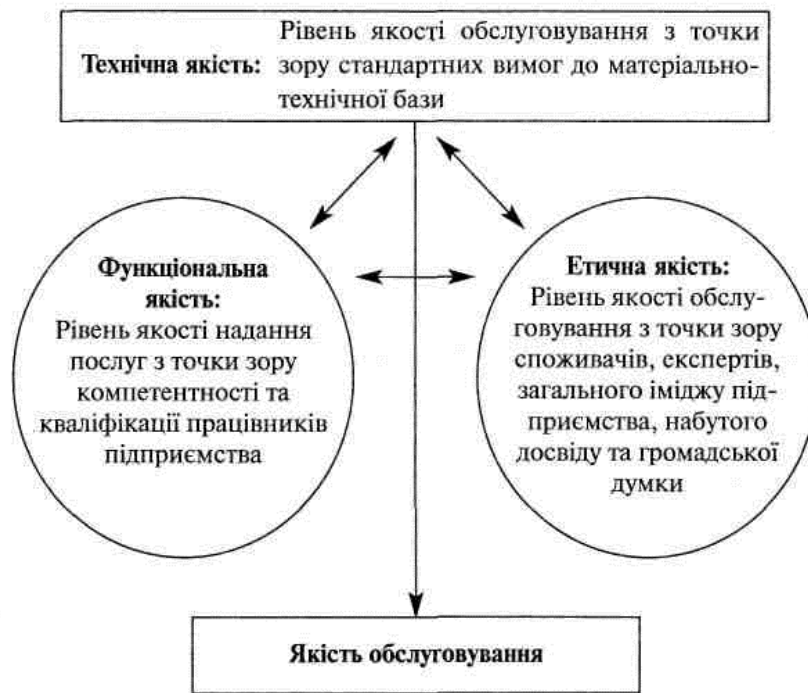 Технічна якість: Рівень якості обслуговування з точки
зору стандартних вимог до матеріально-
технічної бази
Функціональна
якість:
Рівень якості надання
послуг з точки зору
компетентності та
кваліфікації працівників
підприємства
Етична якість:
Рівень якості обслу-
говування з точки зору
споживачів, експертів,
загального іміджу під-
приємства, набутого
досвіду та громадської
думки
Якість обслуговування